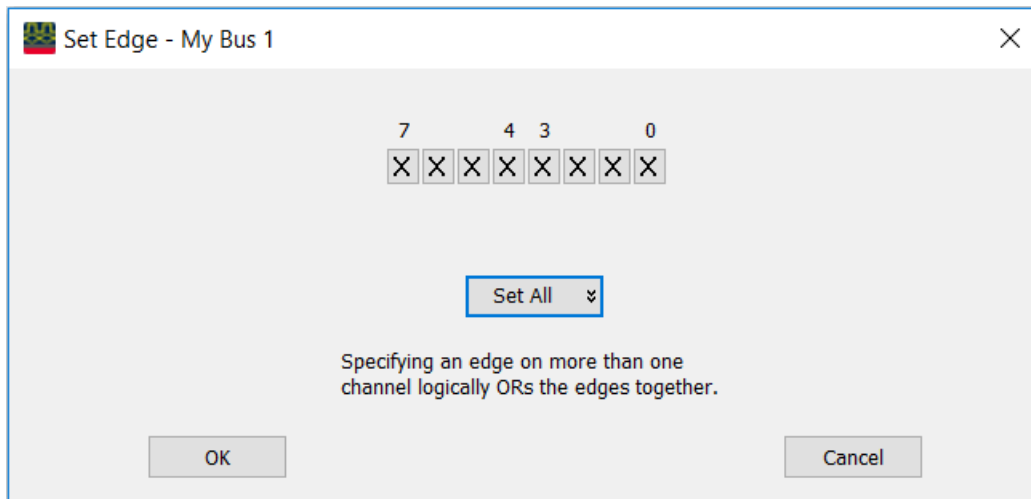 Set Edge - My Bus 1
7 4 3 0
X X X X X X X X
Set All
Specifying an edge on more than one
channel logically ORs the edges together.
OK Cancel